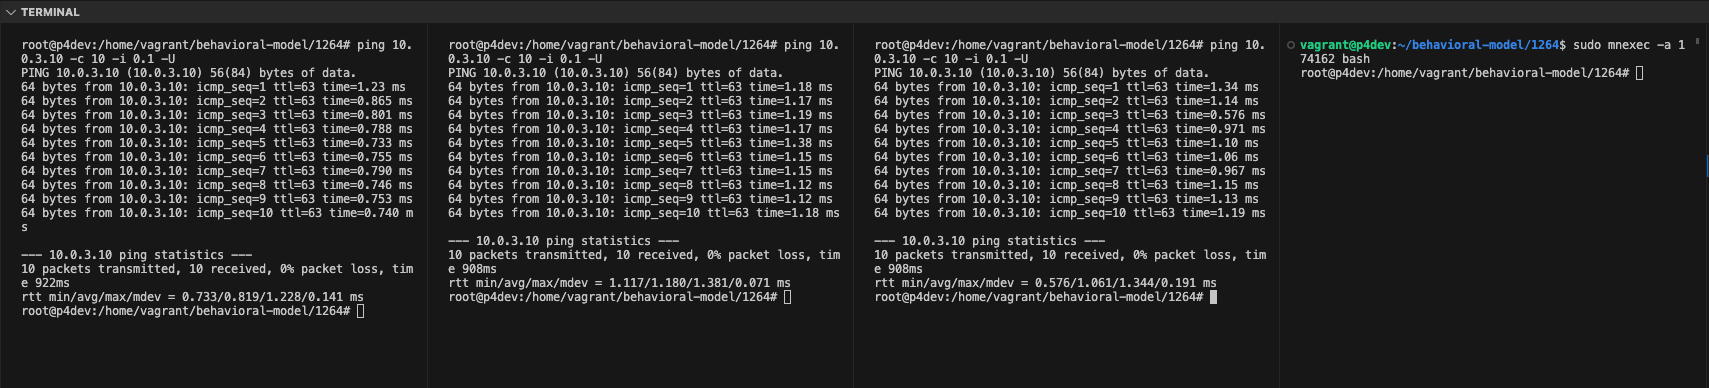 TERMINAL
root@p4dev:/home/vagrant/behavioral-model/1264# ping 10.
0.3.10 -c 10 -i 0.1 -U
PING 10.0.3.10 (10.0.3.10) 56(84) bytes of data.
64 bytes from 10.0.3.10: icmp_seq=1 ttl=63 time=1.23 ms
64 bytes from 10.0.3.10: icmp_seq=2 ttl=63 time=0.865 ms
64 bytes from 10.0.3.10: icmp_seq=3 ttl=63 time=0.801 ms
64 bytes from 10.0.3.10: icmp_seq=4 ttl=63 time=0.788 ms
64 bytes from 10.0.3.10: icmp_seq=5 ttl=63 time=0.733 ms
64 bytes from 10.0.3.10: icmp_seq=6 ttl=63 time=0.755 ms
64 bytes from 10.0.3.10: icmp_seq=7 ttl=63 time=0.790 ms
64 bytes from 10.0.3.10: icmp_seq=8 ttl=63 time=0.746 ms
64 bytes from 10.0.3.10: icmp_seq=9 ttl=63 time=0.753 ms
64 bytes from 10.0.3.10: icmp_seq=10 ttl=63 time=0.740 m
s
--- 10.0.3.10 ping statistics ---
10 packets transmitted, 10 received, 0% packet loss, tim
e 922ms
rtt min/avg/max/mdev = 0.733/0.819/1.228/0.141 ms
root@p4dev:/home/vagrant/behavioral-model/1264#
root@p4dev:/home/vagrant/behavioral-model/1264# ping 10.
0.3.10 -c 10 -i 0.1 -U
PING 10.0.3.10 (10.0.3.10) 56(84) bytes of data.
64 bytes from 10.0.3.10: icmp_seq=1 ttl=63 time=1.18 ms
64 bytes from 10.0.3.10: icmp_seq=2 ttl=63 time=1.17 ms
64 bytes from 10.0.3.10: icmp_seq=3 ttl=63 time=1.19 ms
64 bytes from 10.0.3.10: icmp_seq=4 ttl=63 time=1.17 ms
64 bytes from 10.0.3.10: icmp_seq=5 ttl=63 time=1.38 ms
64 bytes from 10.0.3.10: icmp_seq=6 ttl=63 time=1.15 ms
64 bytes from 10.0.3.10: icmp_seq=7 ttl=63 time=1.15 ms
64 bytes from 10.0.3.10: icmp_seq=8 ttl=63 time=1.12 ms
64 bytes from 10.0.3.10: icmp_seq=9 ttl=63 time=1.12 ms
64 bytes from 10.0.3.10: icmp_seq=10 ttl=63 time=1.18 ms
--- 10.0.3.10 ping statistics ---
10 packets transmitted, 10 received, 0% packet loss, tim
e 908ms
rtt min/avg/max/mdev = 1.117/1.180/1.381/0.071 ms
root@p4dev:/home/vagrant/behavioral-model/1264#
root@p4dev:/home/vagrant/behavioral-model/1264# ping 10.
0.3.10 -c 10 -i 0.1 -U
PING 10.0.3.10 (10.0.3.10) 56(84) bytes of data.
64 bytes from 10.0.3.10: icmp_seq=1 ttl=63 time=1.34 ms
64 bytes from 10.0.3.10: icmp_seq=2 ttl=63 time=1.14 ms
64 bytes from 10.0.3.10: icmp_seq=3 ttl=63 time=0.576 ms
64 bytes from 10.0.3.10: icmp_seq=4 ttl=63 time=0.971 ms
64 bytes from 10.0.3.10: icmp_seq=5 ttl=63 time=1.10 ms
64 bytes from 10.0.3.10: icmp_seq=6 ttl=63 time=1.06 ms
64 bytes from 10.0.3.10: icmp_seq=7 ttl=63 time=0.967 ms
64 bytes from 10.0.3.10: icmp_seq=8 ttl=63 time=1.15 ms
64 bytes from 10.0.3.10: icmp_seq=9 ttl=63 time=1.13 ms
64 bytes from 10.0.3.10: icmp_seq=10 ttl=63 time=1.19 ms
--- 10.0.3.10 ping statistics ---
10 packets transmitted, 10 received, 0% packet loss, tim
e 908ms
rtt min/avg/max/mdev = 0.576/1.061/1.344/0.191 ms
root@p4dev:/home/vagrant/behavioral-model/1264#
vagrant@p4dev:~/behavioral-model/1264$ sudo mnexec -a 1
74162 bash
root@p4dev:/home/vagrant/behavioral-model/1264#